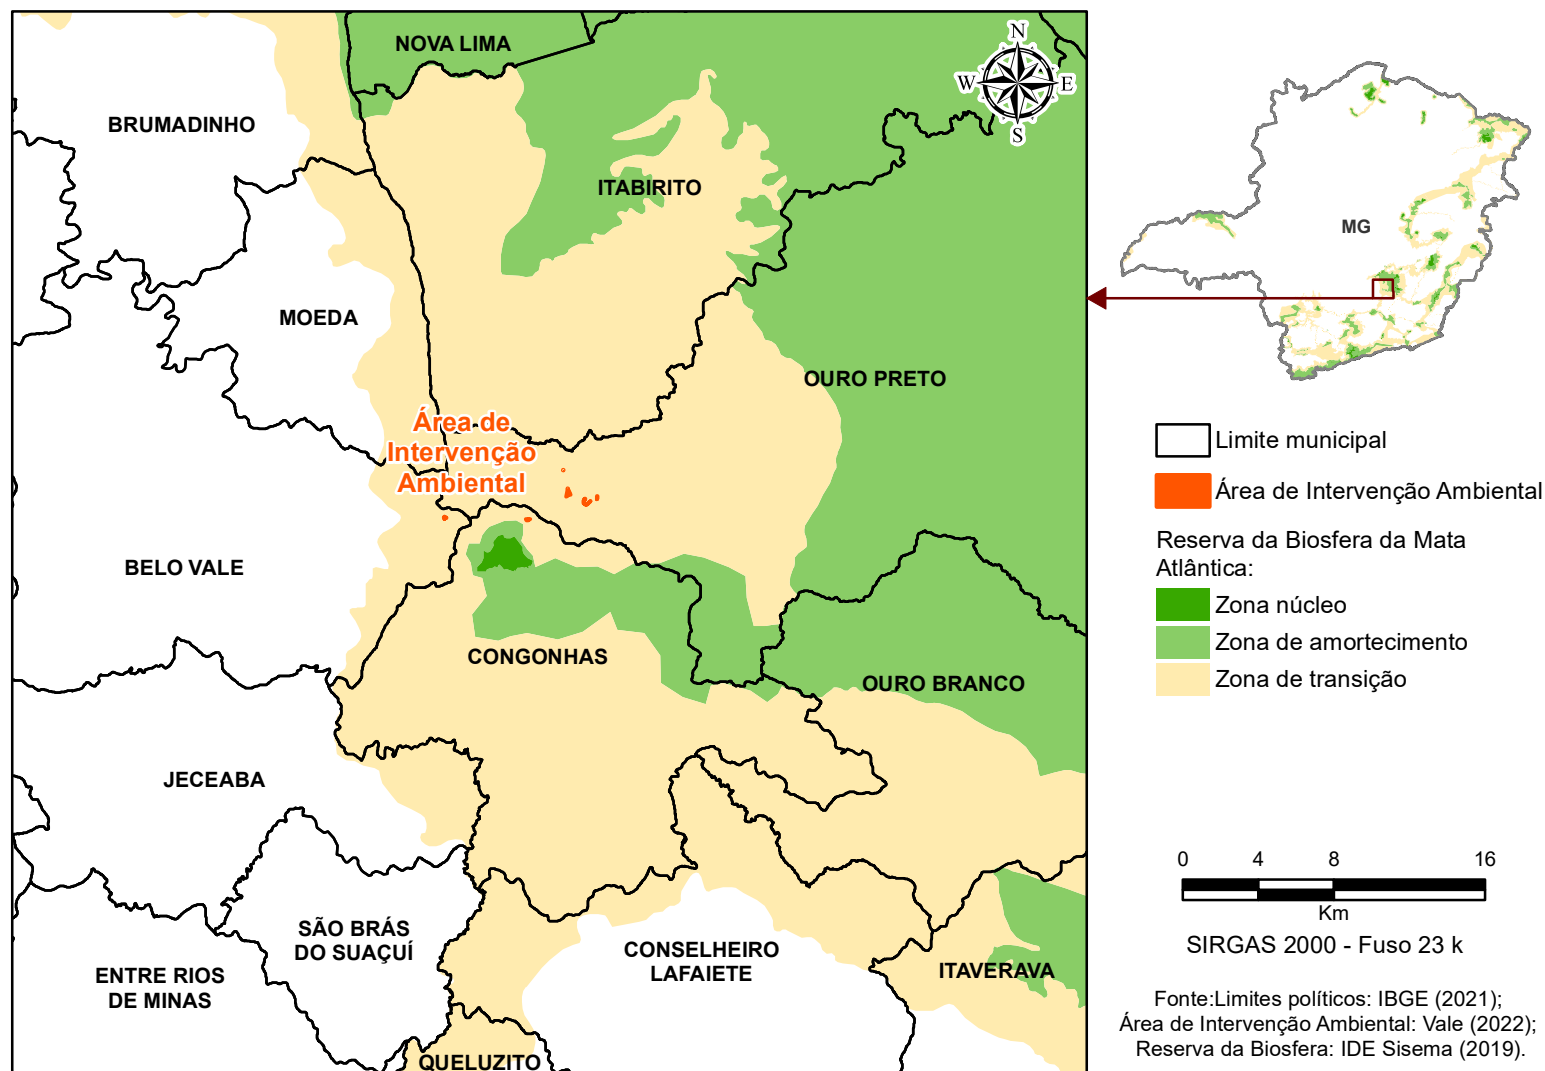 NOVA LIMA
N
W
E
S
BRUMADINHO
ITABIRITO
MG
MOEDA
OURO PRETO
Área de
Intervenção
Ambiental
BELO VALE
CONGONHAS
OURO BRANCO
JECEABA
SÃO BRÁS
DO SUAÇUÍ
CONSELHEIRO
LAFAIETE
ITAVERAVA
ENTRE RIOS
DE MINAS
QUELUZITO
Limite municipal
Área de Intervenção Ambiental
Reserva da Biosfera da Mata
Atlântica:
Zona núcleo
Zona de amortecimento
Zona de transição
0 4 8 16
Km
SIRGAS 2000 - Fuso 23 k
Fonte:Limites políticos: IBGE (2021);
Área de Intervenção Ambiental: Vale (2022);
Reserva da Biosfera: IDE Sisema (2019).